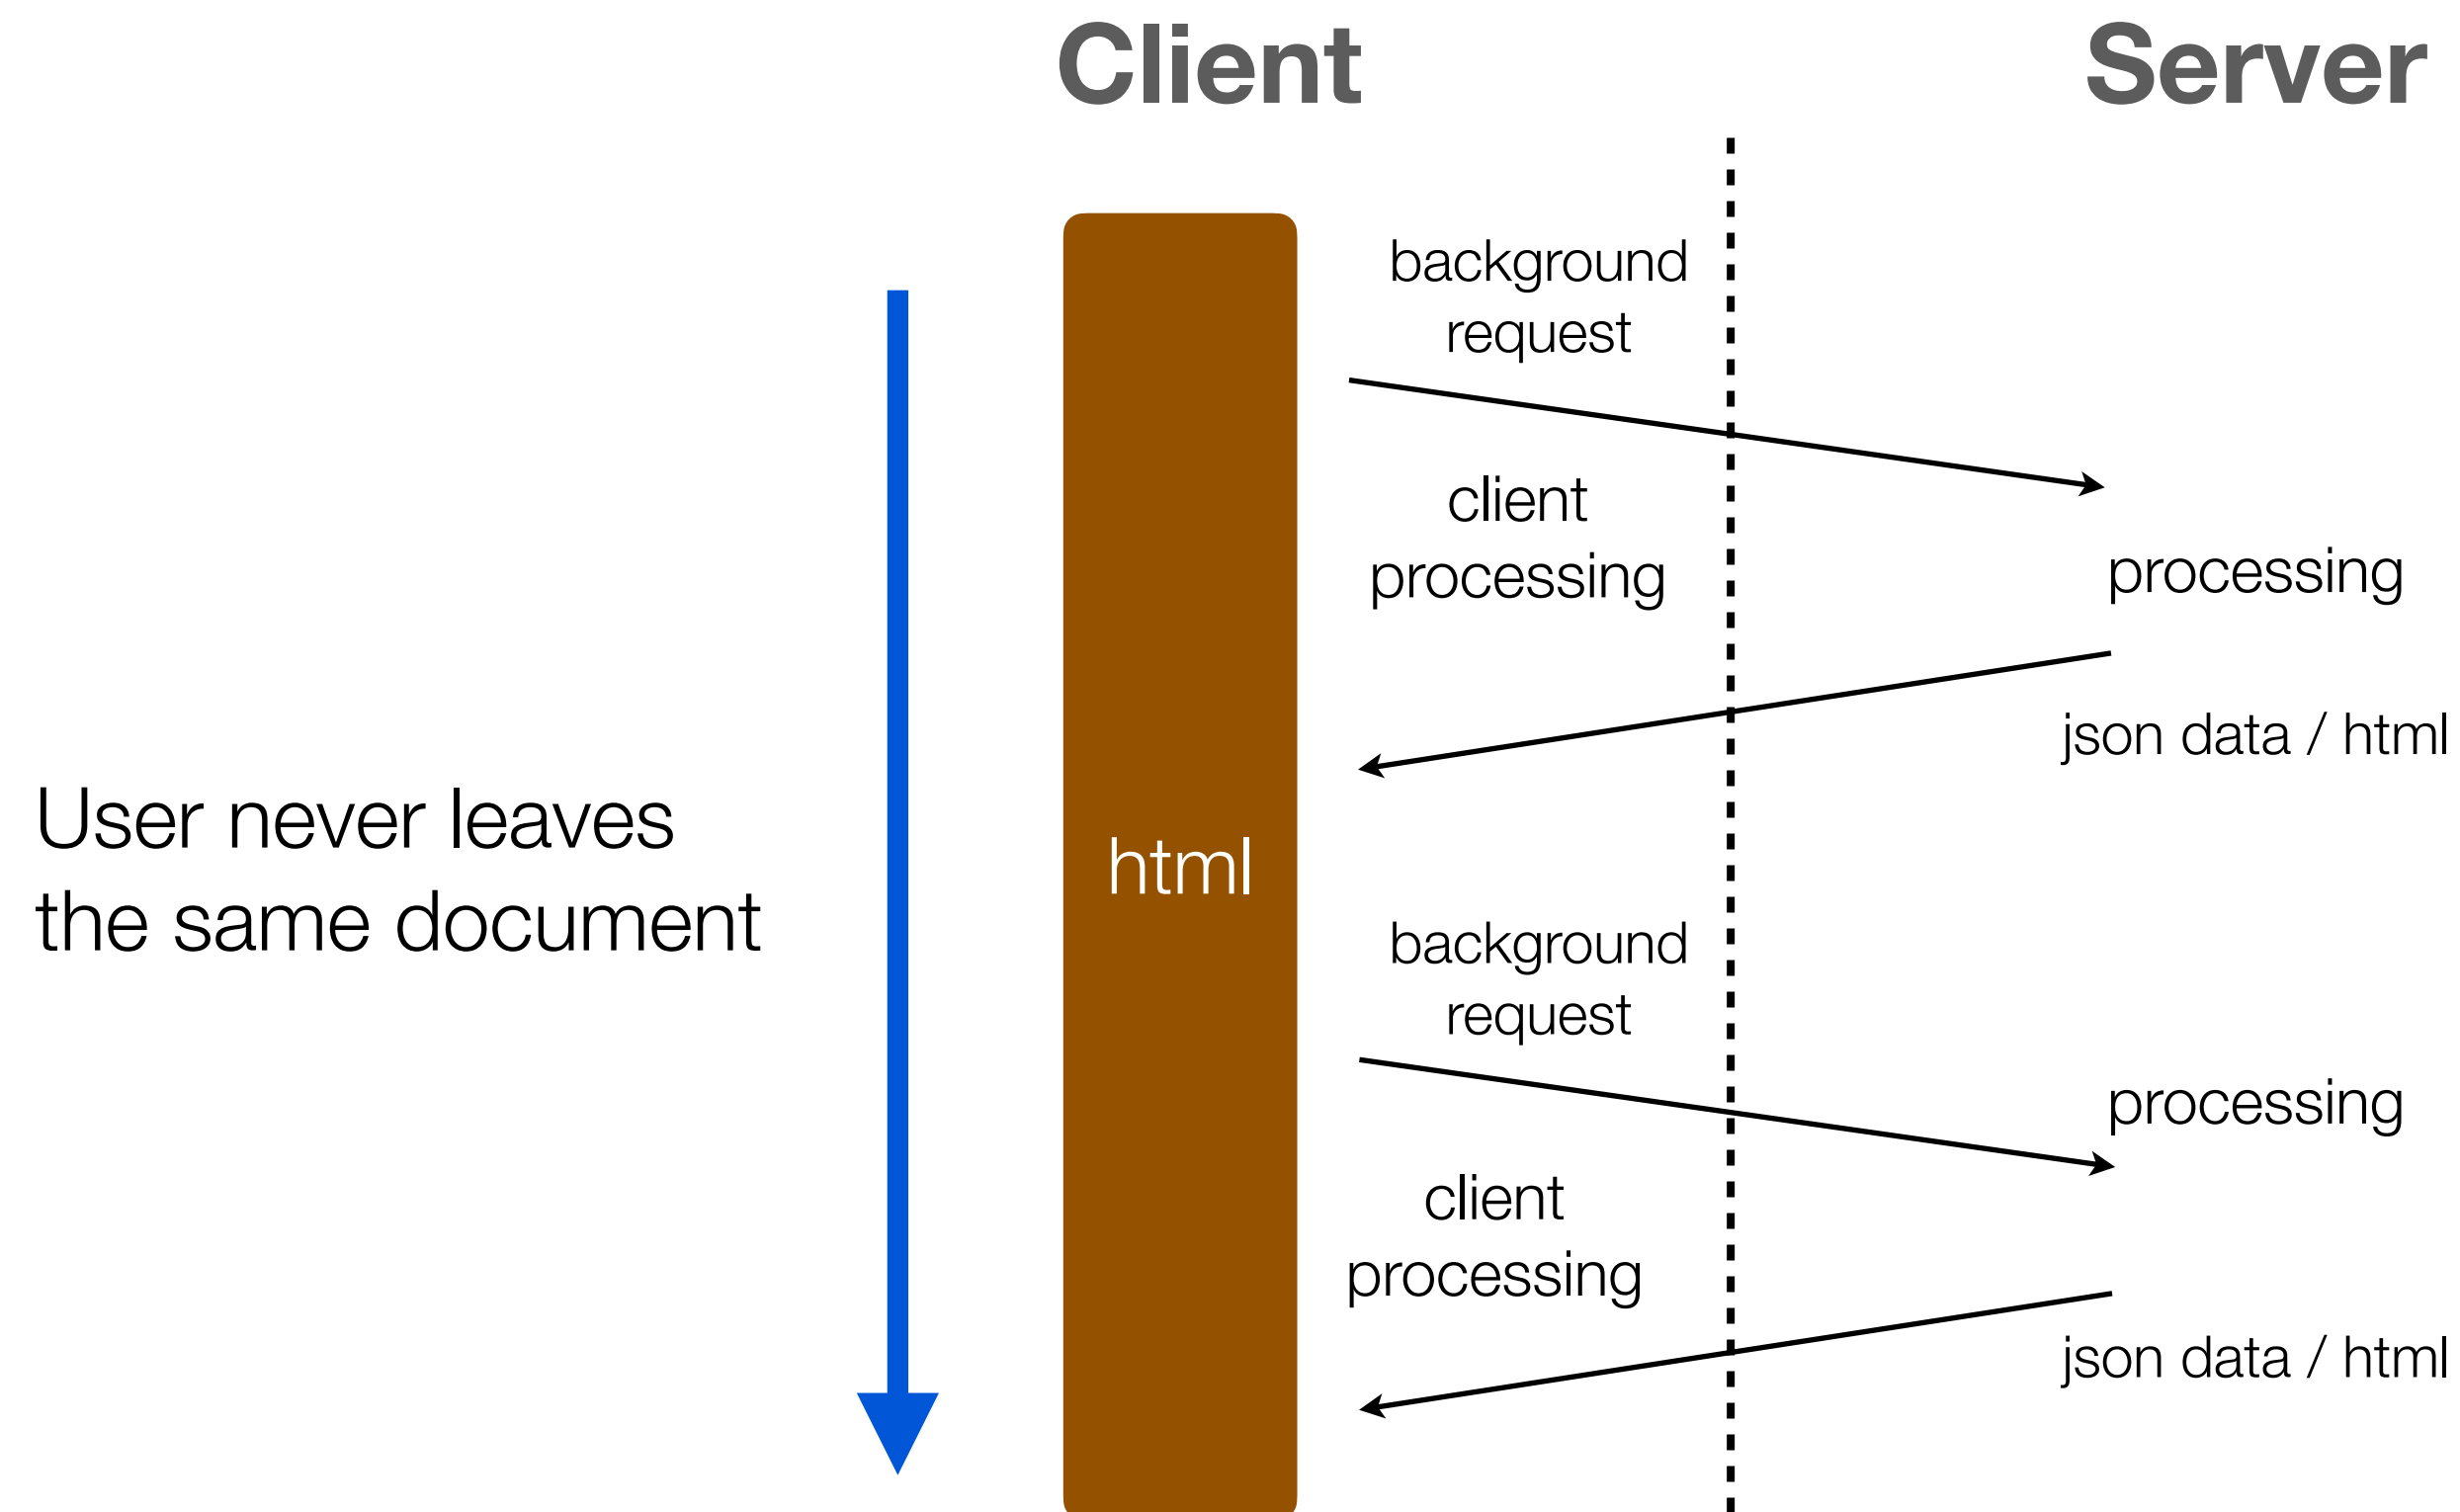 Client
Server
background
request
client
processing
processing
json data / html
User never leaves
the same document
html
background
request
processing
client
processing
json data / html